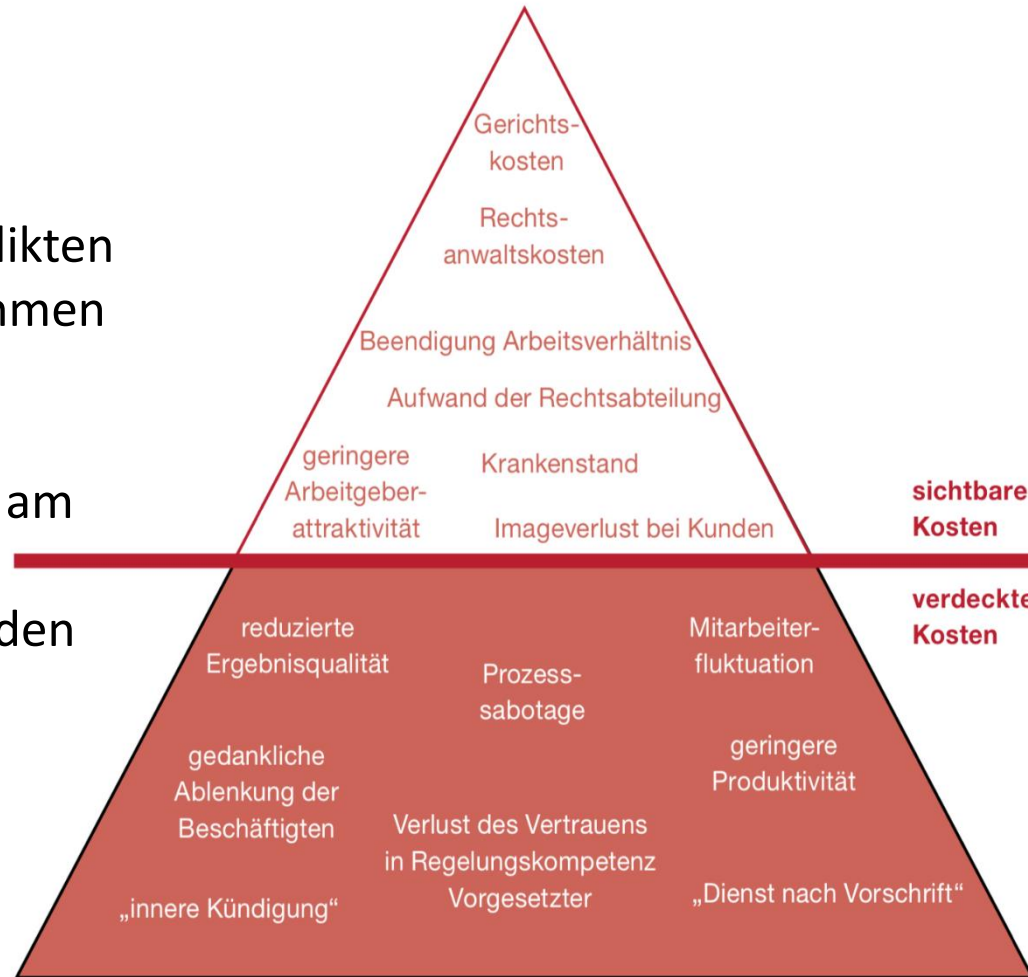 likten
nmen
am
den
Gerichts-
kosten
Rechts-
anwaltskosten
Beendigung Arbeitsverhältnis
Aufwand der Rechtsabteilung
geringere
Arbeitgeber-
attraktivität
Krankenstand
Imageverlust bei Kunden
sichtbare
Kosten
verdeckte
Kosten
reduzierte
Ergebnisqualität
Prozess-
sabotage
Mitarbeiter-
fluktuation
gedankliche
Ablenkung der
Beschäftigten
geringere
Produktivität
Verlust des Vertrauens
in Regelungskompetenz
Vorgesetzter
„innere Kündigung“
„Dienst nach Vorschrift“